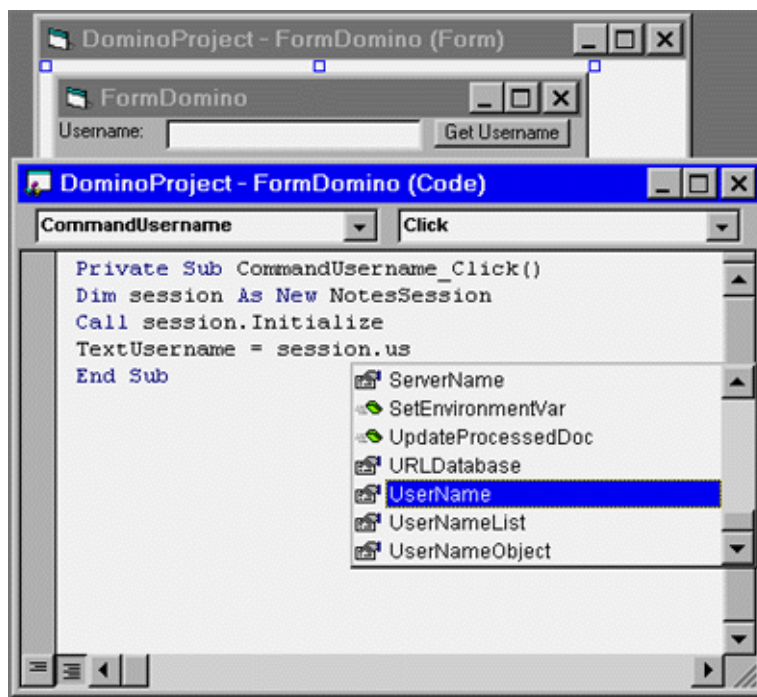 DominoProject - FormDomino (Form)
FormDomino
Username:
Get Username
DominoProject - FormDomino (Code)
CommandUsername
Click
Private Sub CommandUsername_Click()
Dim session As New NotesSession
Call session.Initialize
TextUsername = session.us
End Sub
ServerName
SetEnvironmentVar
UpdateProcessedDoc
URLDatabase
UserName
UserNameList
UserNameObject